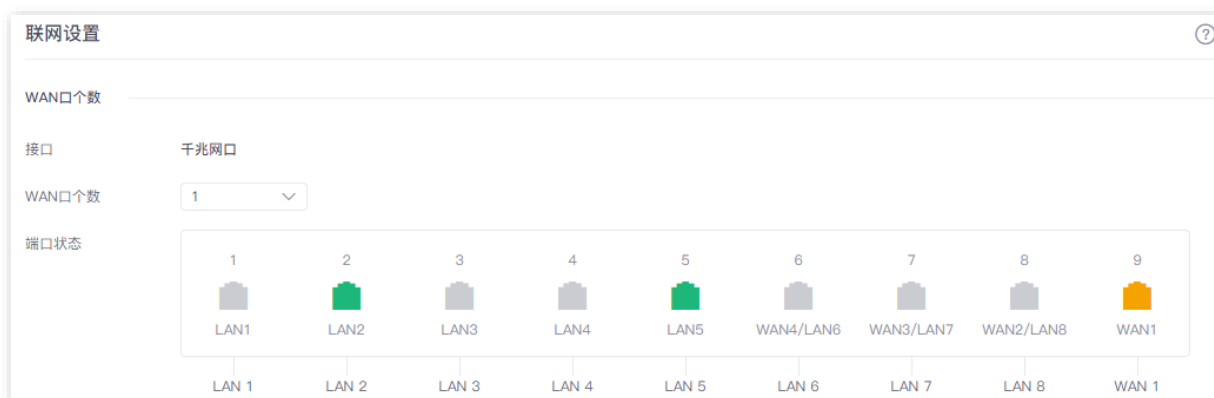 联网设置
?
WAN口个数
接口 千兆网口
WAN口个数 1
端口状态
1 2 3 4 5 6 7 8 9
LAN1 LAN2 LAN3 LAN4 LAN5 WAN4/LAN6 WAN3/LAN7 WAN2/LAN8 WAN1
LAN 1 LAN 2 LAN 3 LAN 4 LAN 5 LAN 6 LAN 7 LAN 8 WAN 1